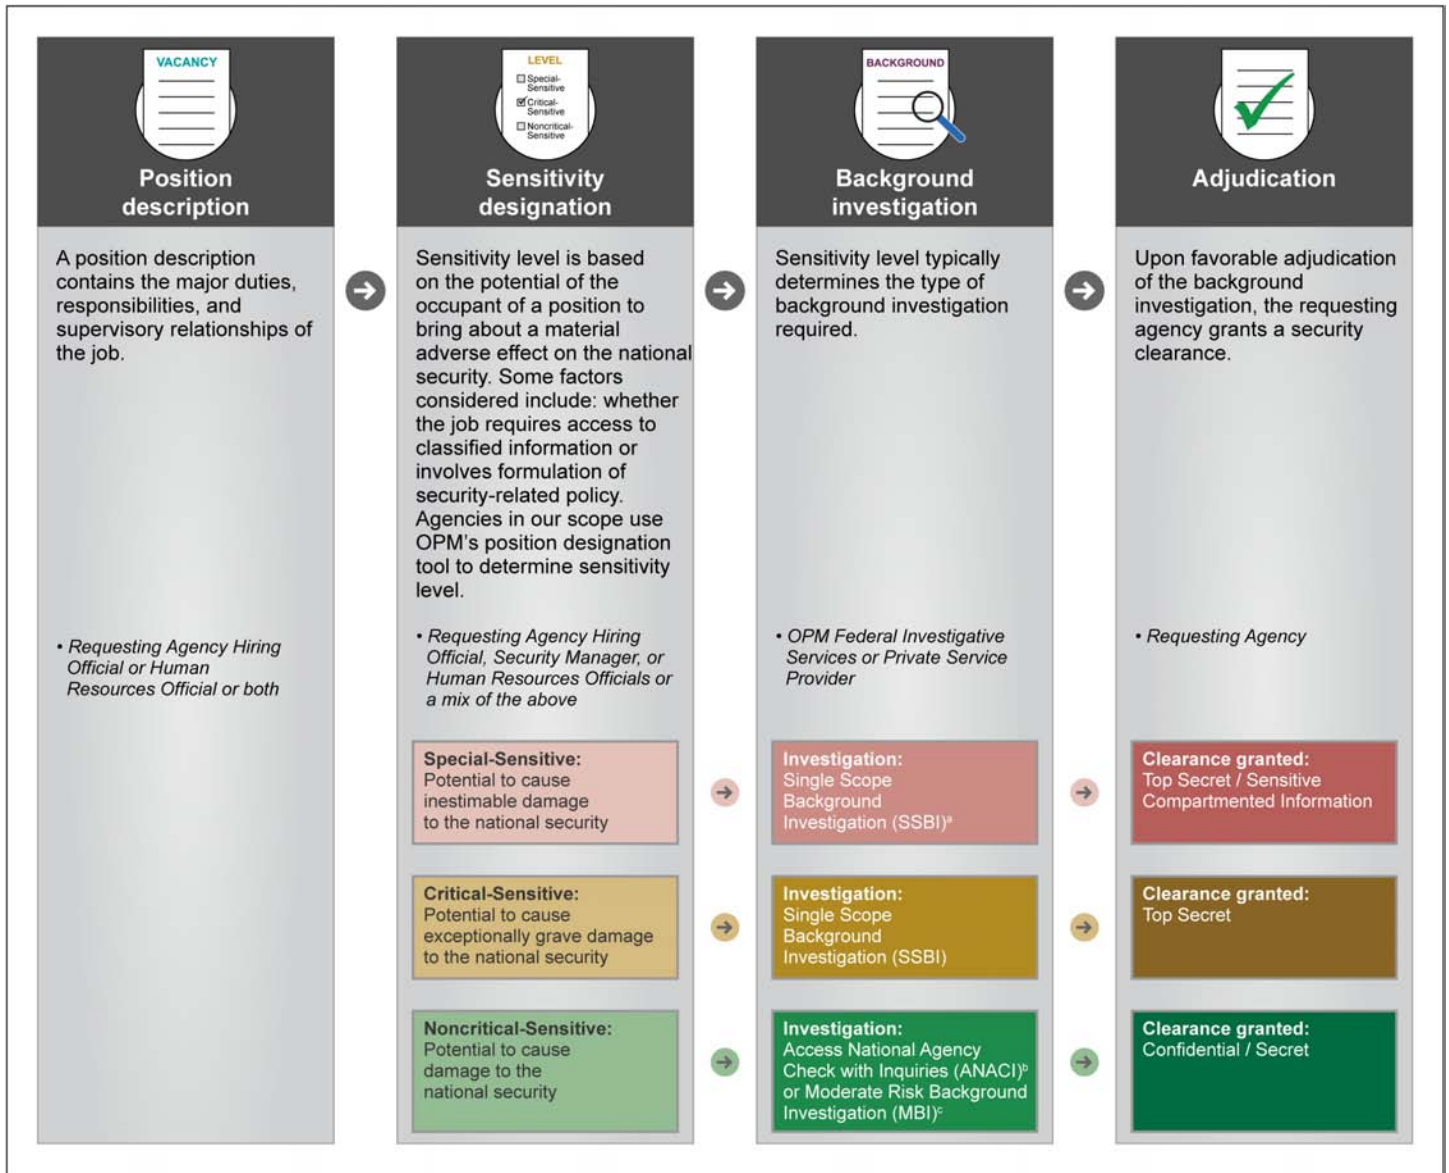 VACANCY
Position
description
A position description
contains the major duties,
responsibilities, and
supervisory relationships of
the job.
• Requesting Agency Hiring
Official or Human
Resources Official or both
LEVEL
Special-
Sensitive
Critical-
Sensitive
Noncritical-
Sensitive
Sensitivity
designation
Sensitivity level is based
on the potential of the
occupant of a position to
bring about a material
adverse effect on the national
security. Some factors
considered include: whether
the job requires access to
classified information or
involves formulation of
security-related policy.
Agencies in our scope use
OPM’s position designation
tool to determine sensitivity
level.
• Requesting Agency Hiring
Official, Security Manager, or
Human Resources Officials or
a mix of the above
BACKGROUND
Background
investigation
Sensitivity level typically
determines the type of
background investigation
required.
• OPM Federal Investigative
Services or Private Service
Provider
Adjudication
Upon favorable adjudication
of the background
investigation, the requesting
agency grants a security
clearance.
• Requesting Agency
Special-Sensitive:
Potential to cause
inestimable damage
to the national security
Investigation:
Single Scope
Background
Investigation (SSBI)ᵃ
Clearance granted:
Top Secret / Sensitive
Compartmented Information
Critical-Sensitive:
Potential to cause
exceptionally grave damage
to the national security
Investigation:
Single Scope
Background
Investigation (SSBI)
Clearance granted:
Top Secret
Noncritical-Sensitive:
Potential to cause
damage to the
national security
Investigation:
Access National Agency
Check with Inquiries (ANACI)ᵇ
or Moderate Risk Background
Investigation (MBI)ᶜ
Clearance granted:
Confidential / Secret